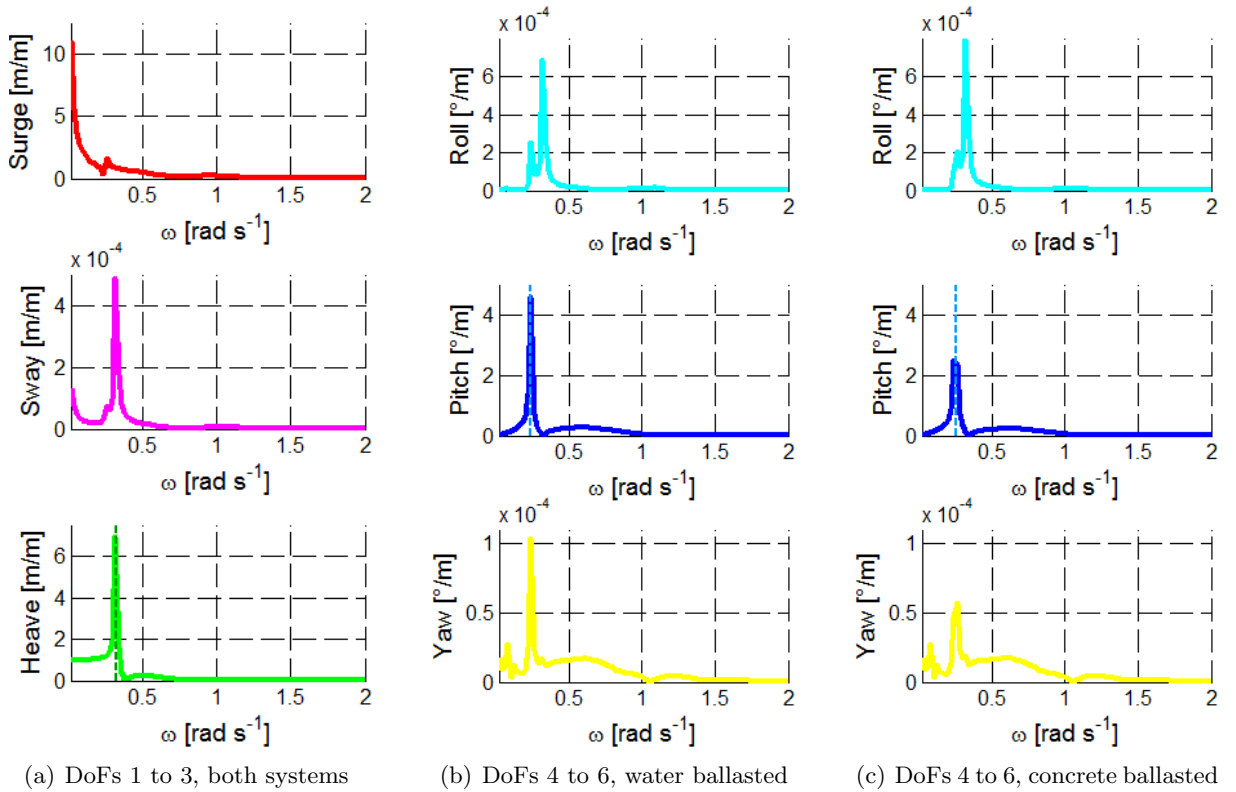 10
5
0
Surge [m/m]
0.5 1 1.5 2
ω [rad s⁻¹]
x 10⁻⁴
4
2
0
Sway [m/m]
0.5 1 1.5 2
ω [rad s⁻¹]
6
4
2
0
Heave [m/m]
0.5 1 1.5 2
ω [rad s⁻¹]
(a) DoFs 1 to 3, both systems
x 10⁻⁴
6
4
2
0
Roll [°/m]
0.5 1 1.5 2
ω [rad s⁻¹]
4
2
0
Pitch [°/m]
0.5 1 1.5 2
ω [rad s⁻¹]
x 10⁻⁴
1
0.5
0
Yaw [°/m]
0.5 1 1.5 2
ω [rad s⁻¹]
(b) DoFs 4 to 6, water ballasted
x 10⁻⁴
6
4
2
0
Roll [°/m]
0.5 1 1.5 2
ω [rad s⁻¹]
4
2
0
Pitch [°/m]
0.5 1 1.5 2
ω [rad s⁻¹]
x 10⁻⁴
1
0.5
0
Yaw [°/m]
0.5 1 1.5 2
ω [rad s⁻¹]
(c) DoFs 4 to 6, concrete ballasted